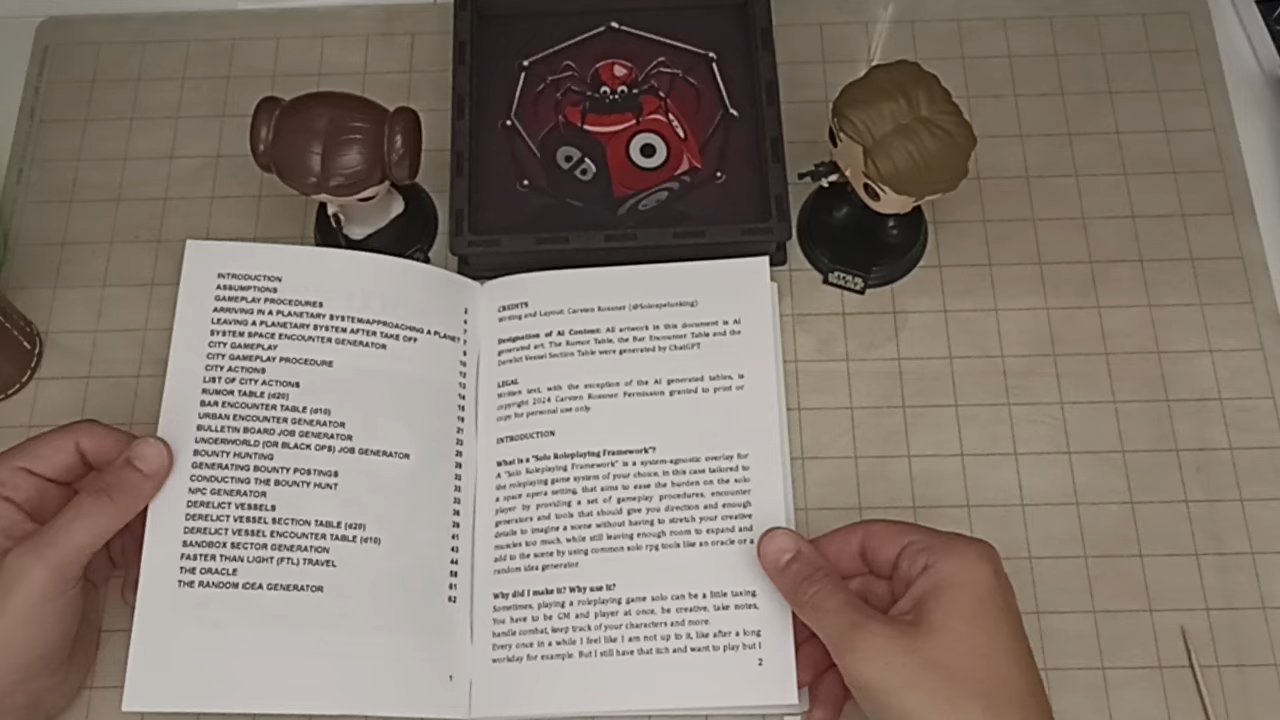 INTRODUCTION
ASSUMPTIONS
GAMEPLAY PROCEDURES
ARRIVING IN A PLANETARY SYSTEM/APPROACHING A PLANET 7
LEAVING A PLANETARY SYSTEM AFTER TAKE OFF
SYSTEM SPACE ENCOUNTER GENERATOR
CITY GAMEPLAY
CITY GAMEPLAY PROCEDURE
CITY ACTIONS
LIST OF CITY ACTIONS
RUMOR TABLE (d20)
BAR ENCOUNTER TABLE (d10)
URBAN ENCOUNTER GENERATOR
BULLETIN BOARD JOB GENERATOR
UNDERWORLD (OR BLACK OPS) JOB GENERATOR
BOUNTY HUNTING
GENERATING BOUNTY POSTINGS
CONDUCTING THE BOUNTY HUNT
NPC GENERATOR
DERELICT VESSELS
DERELICT VESSEL SECTION TABLE (d20)
DERELICT VESSEL ENCOUNTER TABLE (d10)
SANDBOX SECTOR GENERATION
FASTER THAN LIGHT (FTL) TRAVEL
THE ORACLE
THE RANDOM IDEA GENERATOR 62
1
CREDITS
Writing and Layout: Carsten Rossner (@Solospelunking)
Designation of AI Content: All artwork in this document is AI
generated art. The Rumor Table, the Bar Encounter Table and the
Derelict Vessel Section Table were generated by ChatGPT.
LEGAL
Written text, with the exception of the AI generated tables, is
copyright 2024 Carsten Rossner. Permission granted to print or
copy for personal use only.
INTRODUCTION
What is a "Solo Roleplaying Framework"?
A "Solo Roleplaying Framework" is a system-agnostic overlay for
the roleplaying game system of your choice, in this case tailored to
a space opera setting, that aims to ease the burden on the solo
player by providing a set of gameplay procedures, encounter
generators and tools that should give you direction and enough
details to imagine a scene without having to stretch your creative
muscles too much, while still leaving enough room to expand and
add to the scene by using common solo rpg tools like an oracle or a
random idea generator.
Why did I make it? Why use it?
Sometimes, playing a roleplaying game solo can be a little taxing.
You have to be GM and player at once, be creative, take notes,
handle combat, keep track of your characters and more.
Every once in a while I feel like I am not up to it, like after a long
workday for example. But I still have that itch and want to play but I
2
STAR
WARS